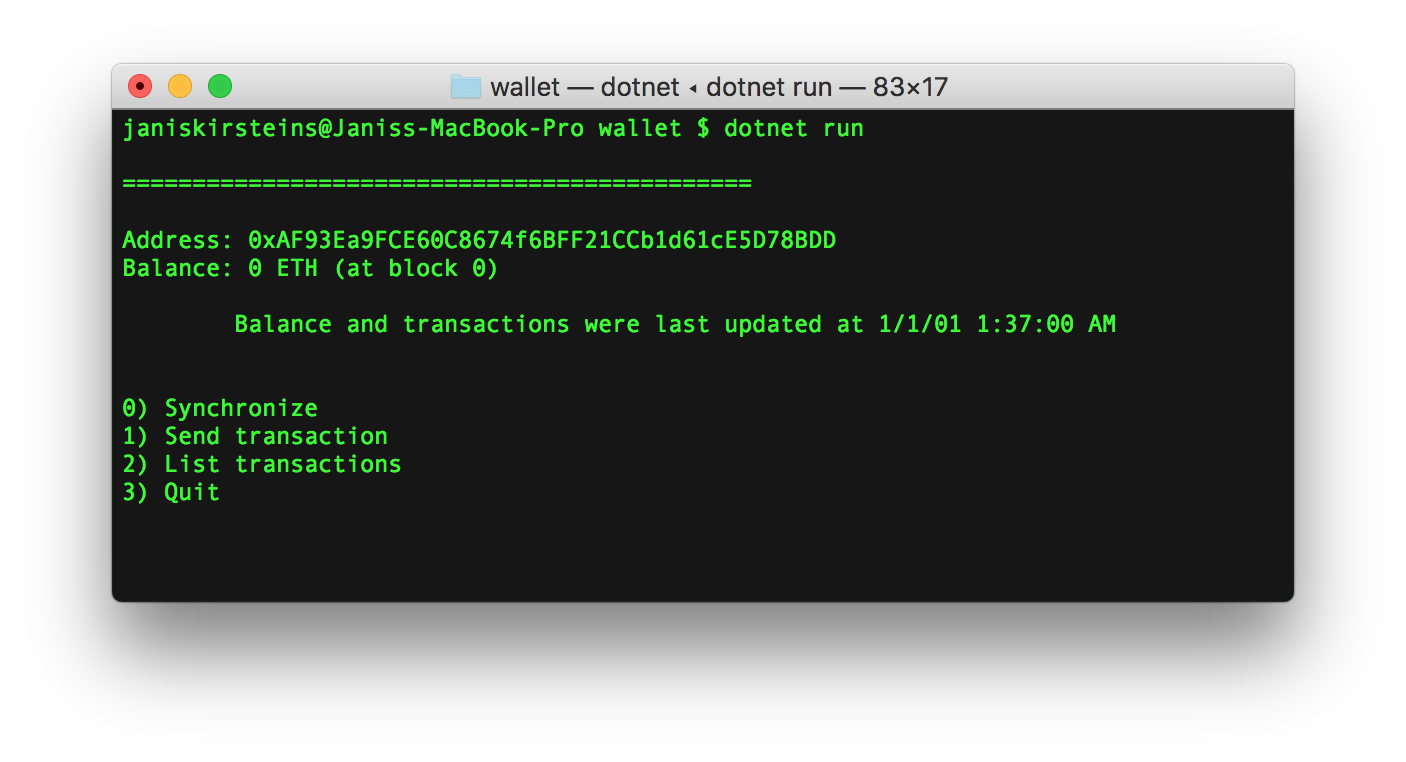 wallet — dotnet ◂ dotnet run — 83×17
janiskirsteins@Janiss-MacBook-Pro wallet $ dotnet run
=============================================
Address: 0xAF93Ea9FCE60C8674f6BFF21CCb1d61cE5D78BDD
Balance: 0 ETH (at block 0)
Balance and transactions were last updated at 1/1/01 1:37:00 AM
0) Synchronize
1) Send transaction
2) List transactions
3) Quit